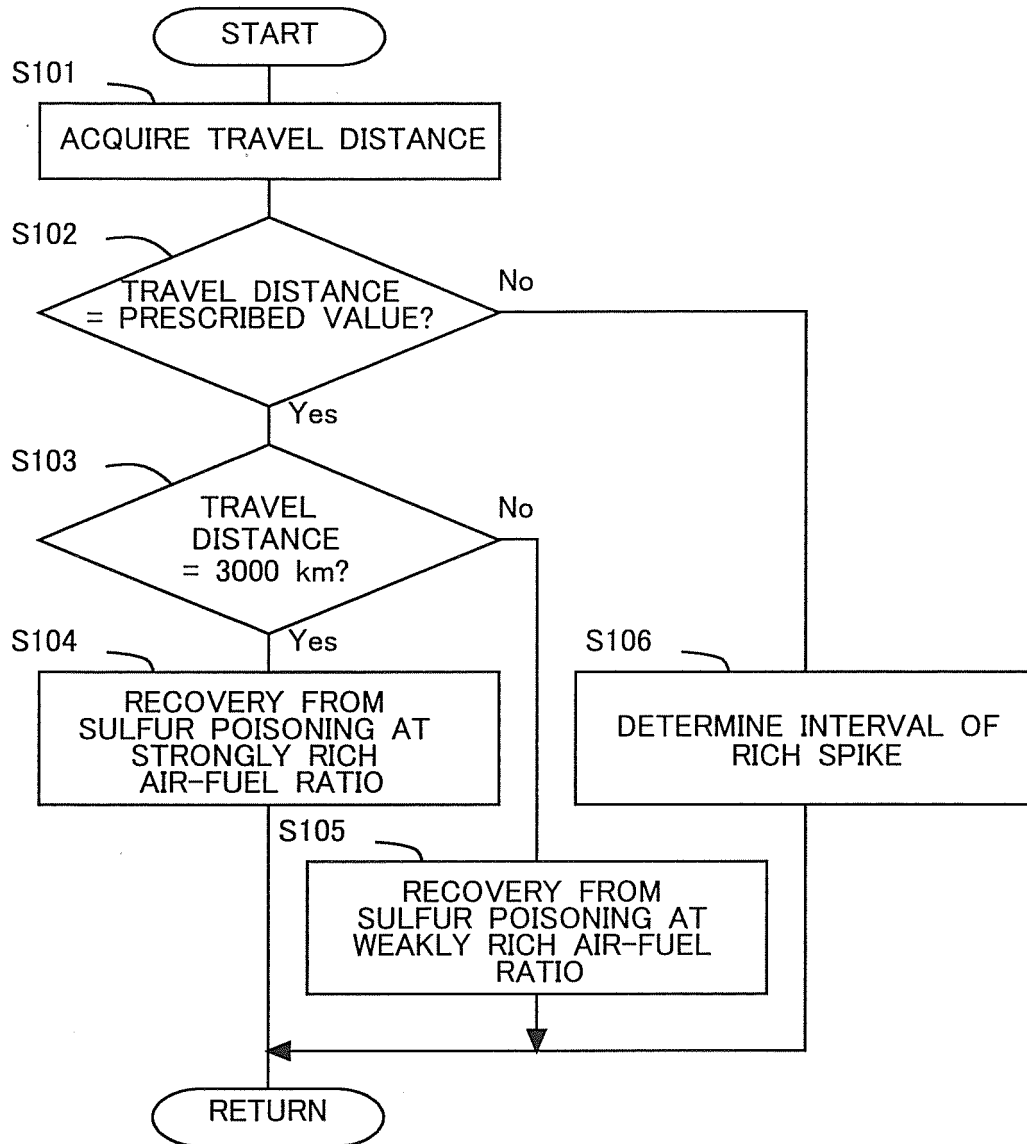 START
S101
ACQUIRE TRAVEL DISTANCE
S102
TRAVEL DISTANCE
= PRESCRIBED VALUE?
No
Yes
S103
TRAVEL
DISTANCE
= 3000 km?
No
Yes
S104
RECOVERY FROM
SULFUR POISONING AT
STRONGLY RICH
AIR-FUEL RATIO
S106
DETERMINE INTERVAL OF
RICH SPIKE
S105
RECOVERY FROM
SULFUR POISONING AT
WEAKLY RICH AIR-FUEL
RATIO
RETURN